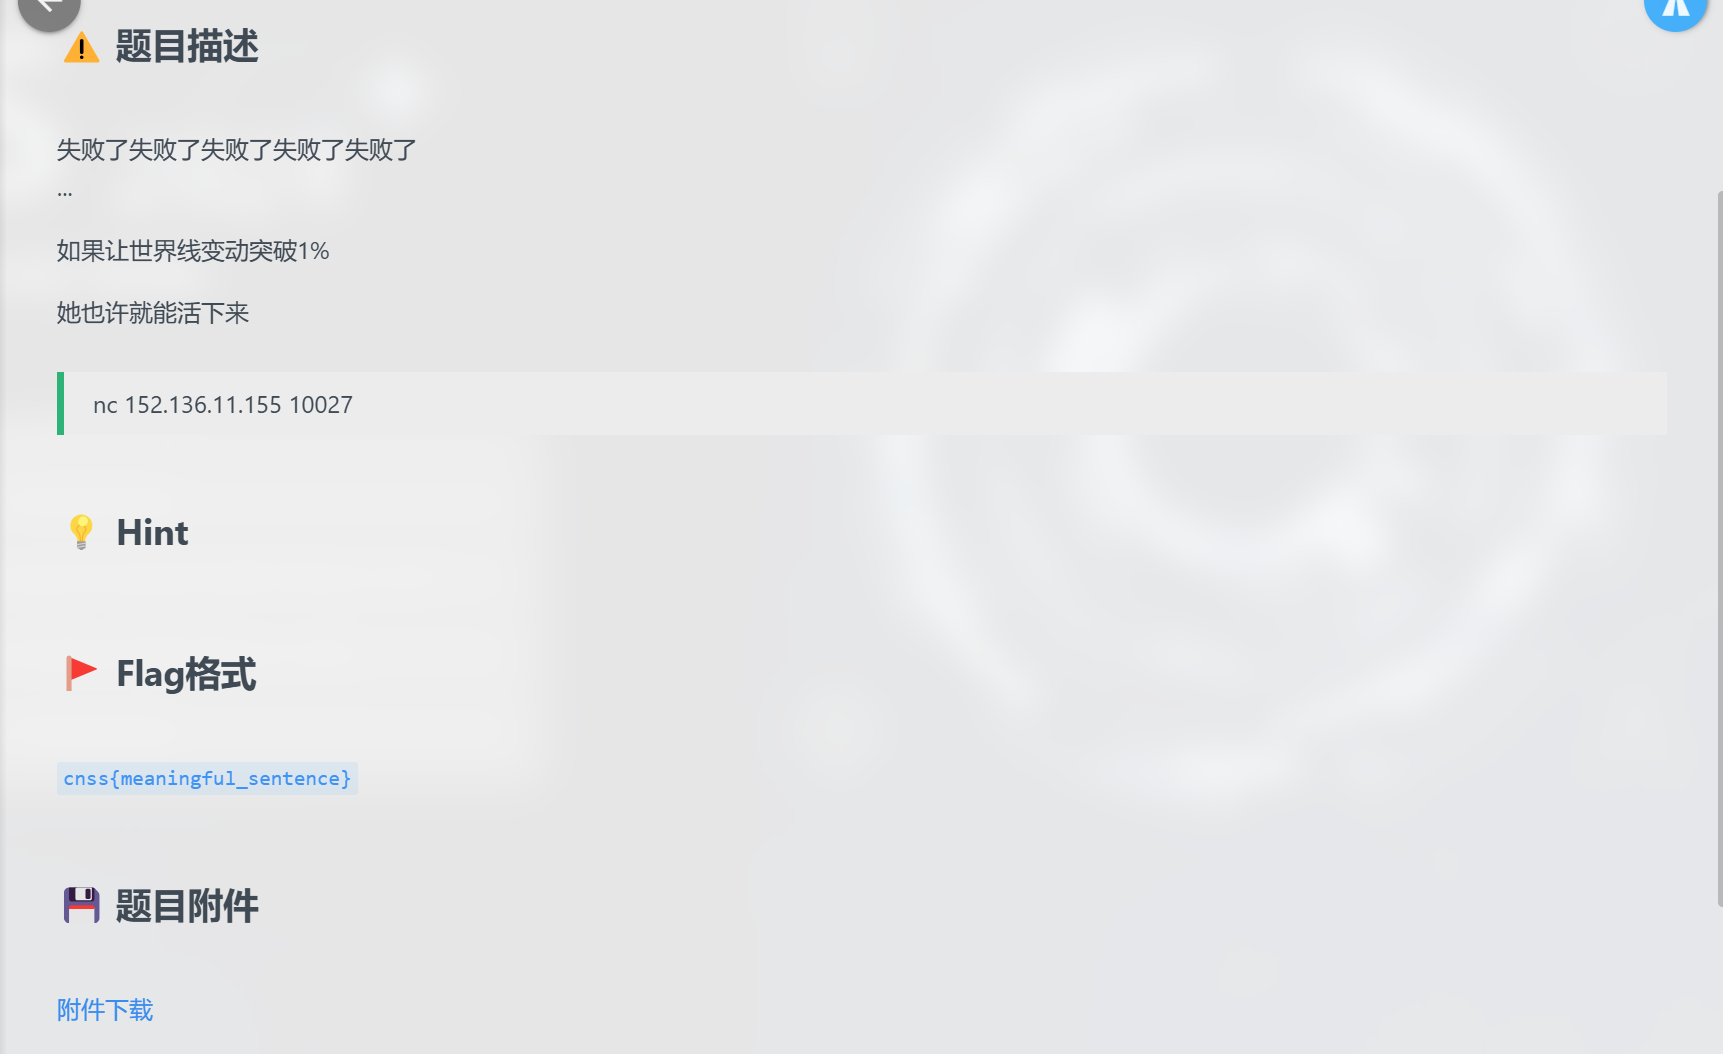 题目描述
失败了失败了失败了失败了失败了
...
如果让世界线变动突破1%
她也许就能活下来
nc 152.136.11.155 10027
Hint
Flag格式
cnss{meaningful_sentence}
题目附件
附件下载